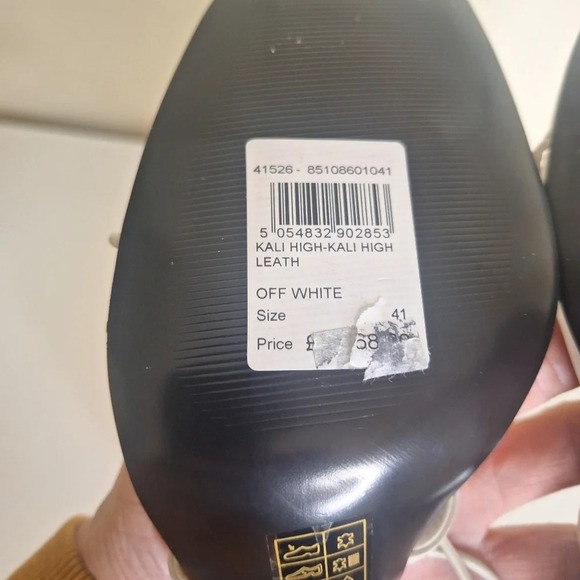 41526 - 85108601041
5 054832 902853
KALI HIGH-KALI HIGH
LEATH
OFF WHITE
Size 41
Price £